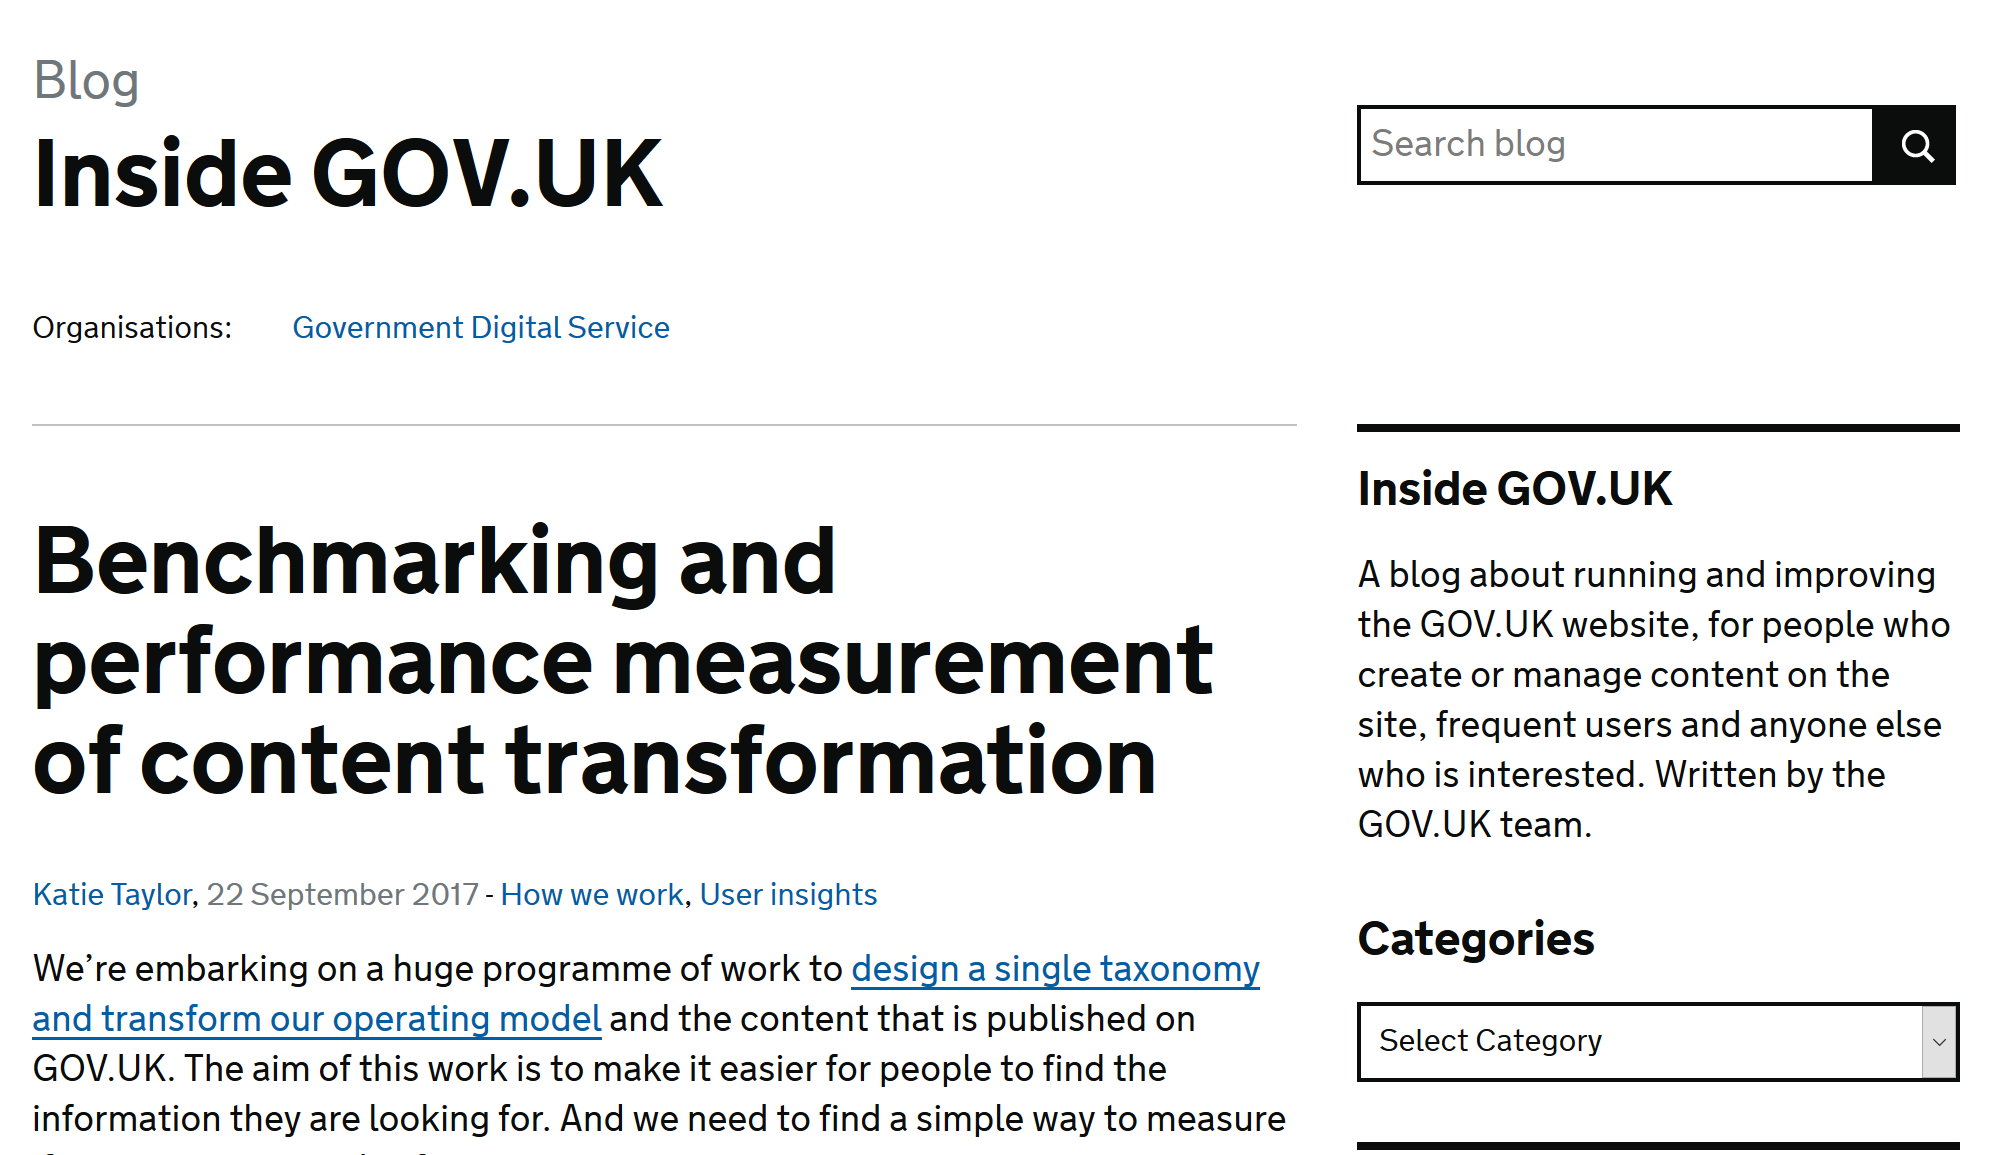 Blog
Inside GOV.UK
Search blog
Organisations: Government Digital Service
Benchmarking and
performance measurement
of content transformation
Katie Taylor, 22 September 2017 - How we work, User insights
We’re embarking on a huge programme of work to design a single taxonomy
and transform our operating model and the content that is published on
GOV.UK. The aim of this work is to make it easier for people to find the
information they are looking for. And we need to find a simple way to measure
Inside GOV.UK
A blog about running and improving
the GOV.UK website, for people who
create or manage content on the
site, frequent users and anyone else
who is interested. Written by the
GOV.UK team.
Categories
Select Category